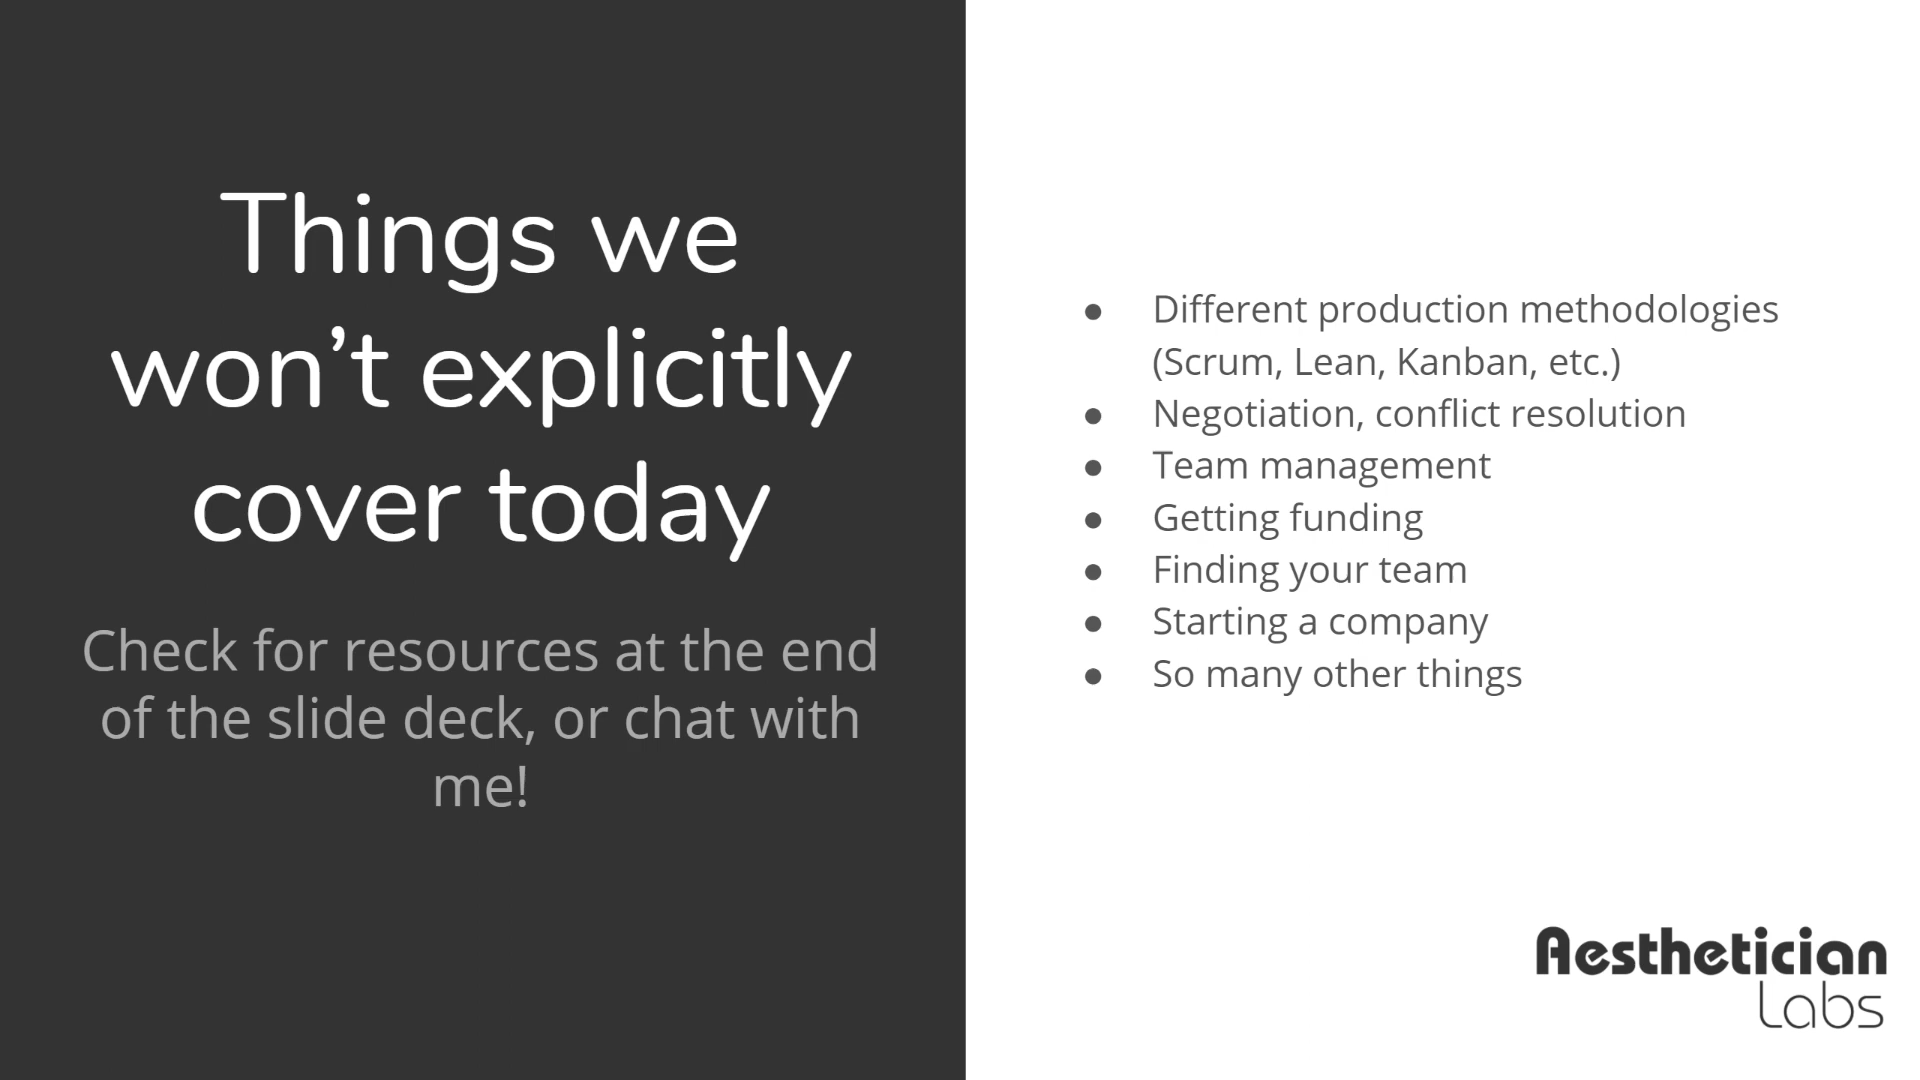 Things we
won’t explicitly
cover today
Check for resources at the end
of the slide deck, or chat with
me!
● Different production methodologies
(Scrum, Lean, Kanban, etc.)
● Negotiation, conflict resolution
● Team management
● Getting funding
● Finding your team
● Starting a company
● So many other things
Aesthetician
Labs